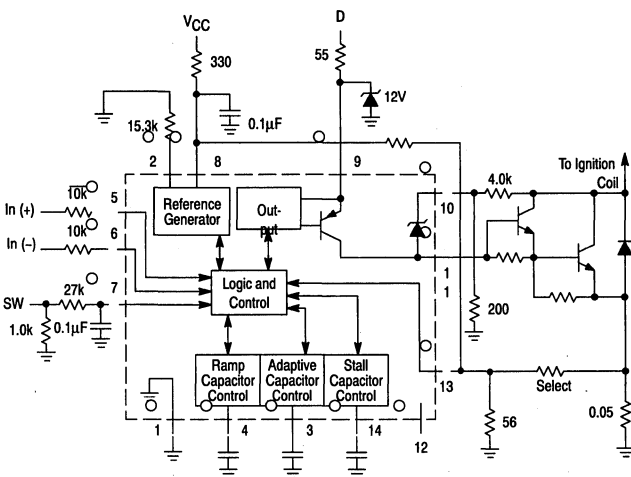 VCC
D
330
55
12V
0.1µF
15.3k
2
8
9
To Ignition
Coil
4.0k
10k
5
In (+)
10k
6
In (–)
Reference
Generator
Out-
put
10
1
1
27k
7
SW
Logic and
Control
1.0k
0.1µF
200
Ramp
Capacitor
Control
Adaptive
Capacitor
Control
Stall
Capacitor
Control
13
Select
56
0.05
1
4
3
14
12